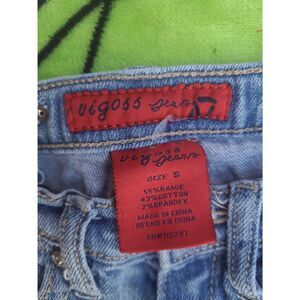 vigoss jeans
vigoss
jeans
SIZE 5
55%RAMIE
43%COTTON
2%SPANDEX
MADE IN CHINA
HECHO EN CHINA